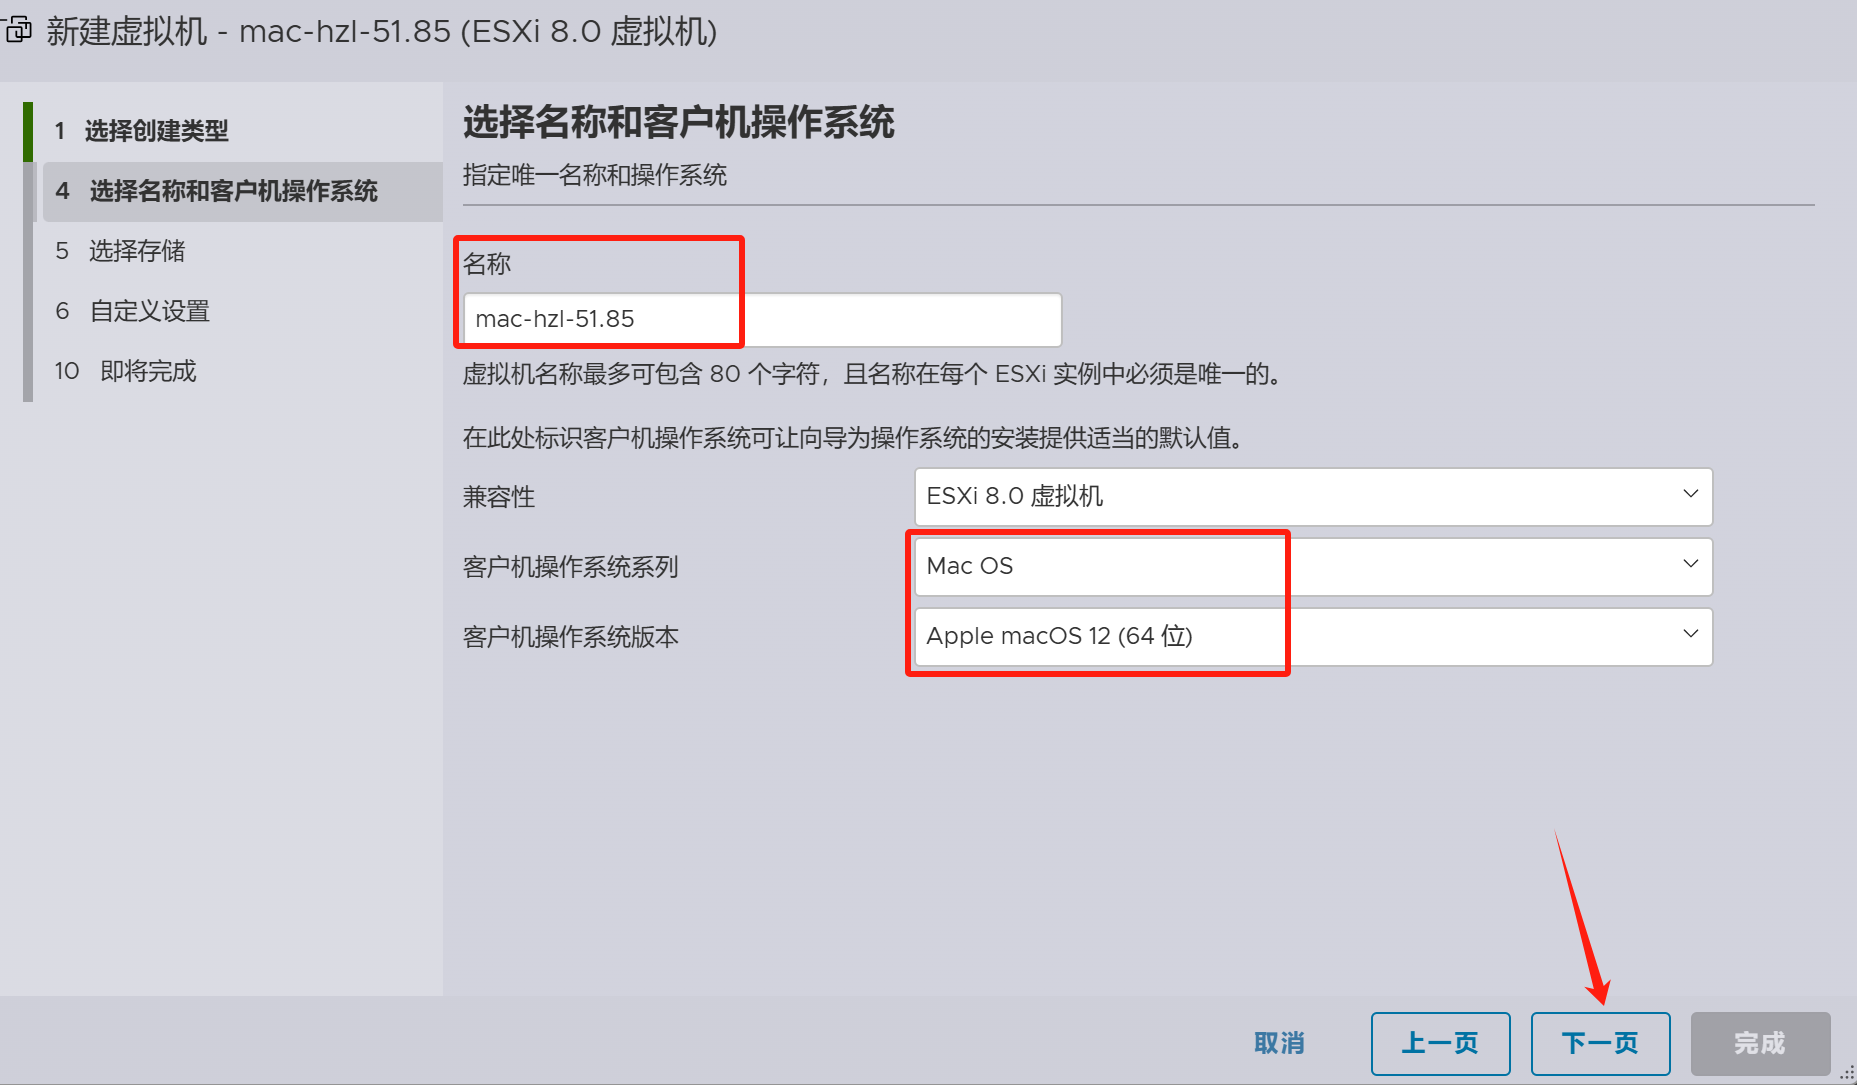 新建虚拟机 - mac-hzl-51.85 (ESXi 8.0 虚拟机)
1 选择创建类型
4 选择名称和客户机操作系统
5 选择存储
6 自定义设置
10 即将完成
选择名称和客户机操作系统
指定唯一名称和操作系统
名称
mac-hzl-51.85
虚拟机名称最多可包含 80 个字符，且名称在每个 ESXi 实例中必须是唯一的。
在此处标识客户机操作系统可让向导为操作系统的安装提供适当的默认值。
兼容性 ESXi 8.0 虚拟机
客户机操作系统系列 Mac OS
客户机操作系统版本 Apple macOS 12 (64 位)
取消 上一页 下一页 完成